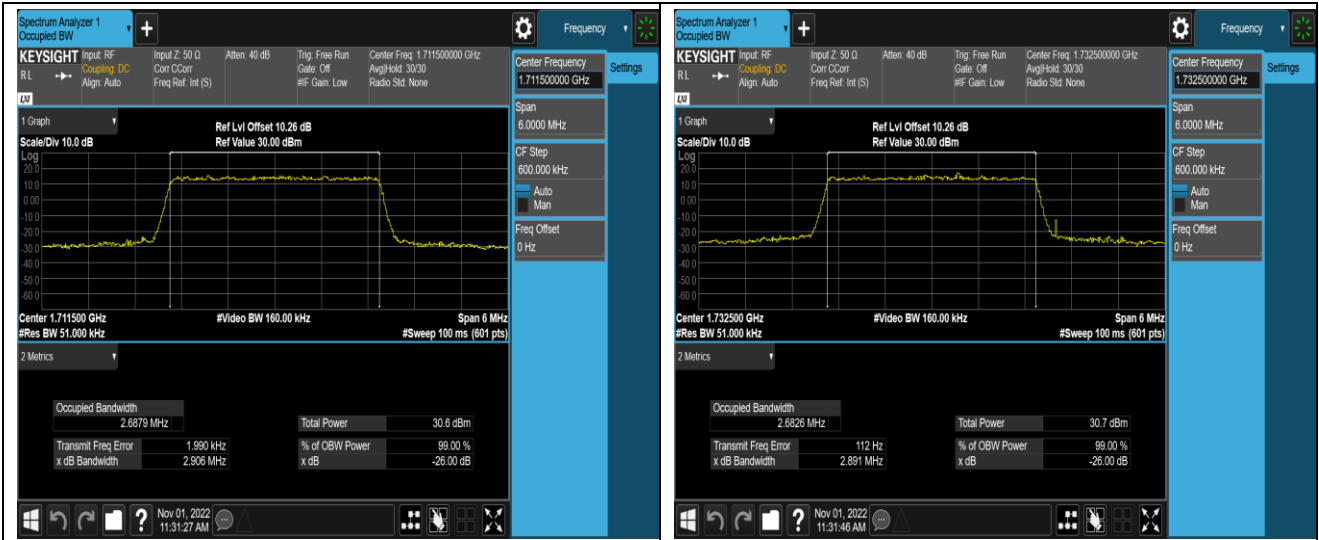 Spectrum Analyzer 1
Occupied BW
+
Frequency
KEYSIGHT
Input: RF
Coupling: DC
Align: Auto
Input Z: 50 Ω
Corr CCorr
Freq Ref: Int (S)
Atten: 40 dB
Trig: Free Run
Gate: Off
#IF Gain: Low
Center Freq: 1.711500000 GHz
Avg|Hold: 30/30
Radio Std: None
RL
LXI
Center Frequency
1.711500000 GHz
Settings
Span
6.0000 MHz
CF Step
600.000 kHz
Auto
Man
Freq Offset
0 Hz
1 Graph
Ref Lvl Offset 10.26 dB
Scale/Div 10.0 dB
Ref Value 30.00 dBm
Log
20.0
10.0
0.00
-10.0
-20.0
-30.0
-40.0
-50.0
-60.0
Center 1.711500 GHz
#Video BW 160.00 kHz
Span 6 MHz
#Res BW 51.000 kHz
#Sweep 100 ms (601 pts)
2 Metrics
Occupied Bandwidth
2.6879 MHz
Total Power 30.6 dBm
Transmit Freq Error 1.990 kHz
% of OBW Power 99.00 %
x dB Bandwidth 2.906 MHz
x dB -26.00 dB
?
Nov 01, 2022
11:31:27 AM
Spectrum Analyzer 1
Occupied BW
+
Frequency
KEYSIGHT
Input: RF
Coupling: DC
Align: Auto
Input Z: 50 Ω
Corr CCorr
Freq Ref: Int (S)
Atten: 40 dB
Trig: Free Run
Gate: Off
#IF Gain: Low
Center Freq: 1.732500000 GHz
Avg|Hold: 30/30
Radio Std: None
RL
LXI
Center Frequency
1.732500000 GHz
Settings
Span
6.0000 MHz
CF Step
600.000 kHz
Auto
Man
Freq Offset
0 Hz
1 Graph
Ref Lvl Offset 10.26 dB
Scale/Div 10.0 dB
Ref Value 30.00 dBm
Log
20.0
10.0
0.00
-10.0
-20.0
-30.0
-40.0
-50.0
-60.0
Center 1.732500 GHz
#Video BW 160.00 kHz
Span 6 MHz
#Res BW 51.000 kHz
#Sweep 100 ms (601 pts)
2 Metrics
Occupied Bandwidth
2.6826 MHz
Total Power 30.7 dBm
Transmit Freq Error 112 Hz
% of OBW Power 99.00 %
x dB Bandwidth 2.891 MHz
x dB -26.00 dB
?
Nov 01, 2022
11:31:46 AM